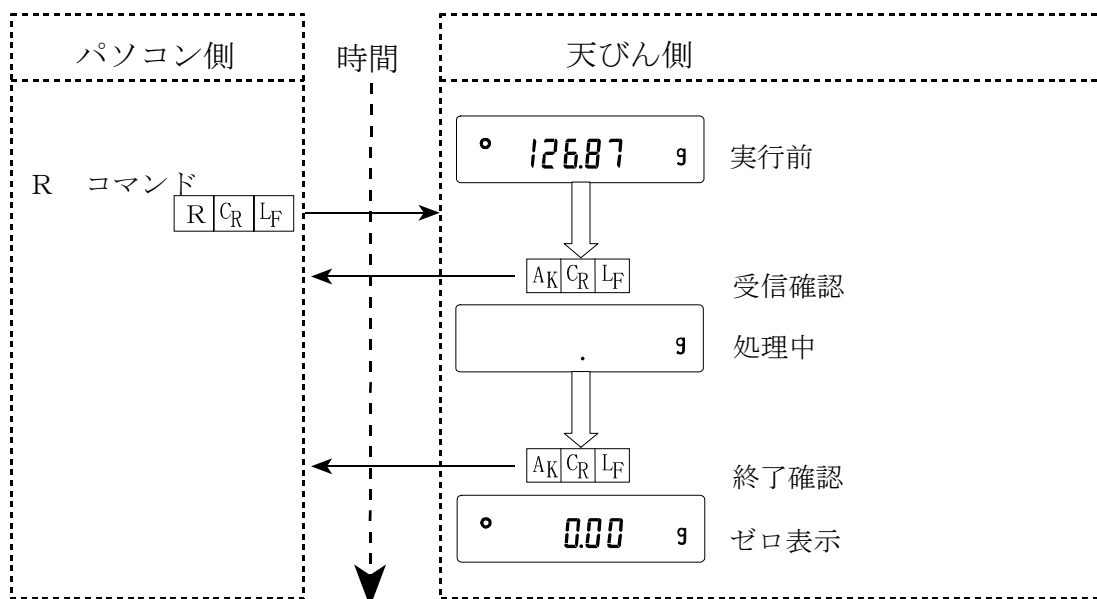 パソコン側
時間
天びん側
126.87 g
実行前
R コマンド
R CR LF
AK CR LF
受信確認
. g
処理中
AK CR LF
終了確認
0.00 g
ゼロ表示